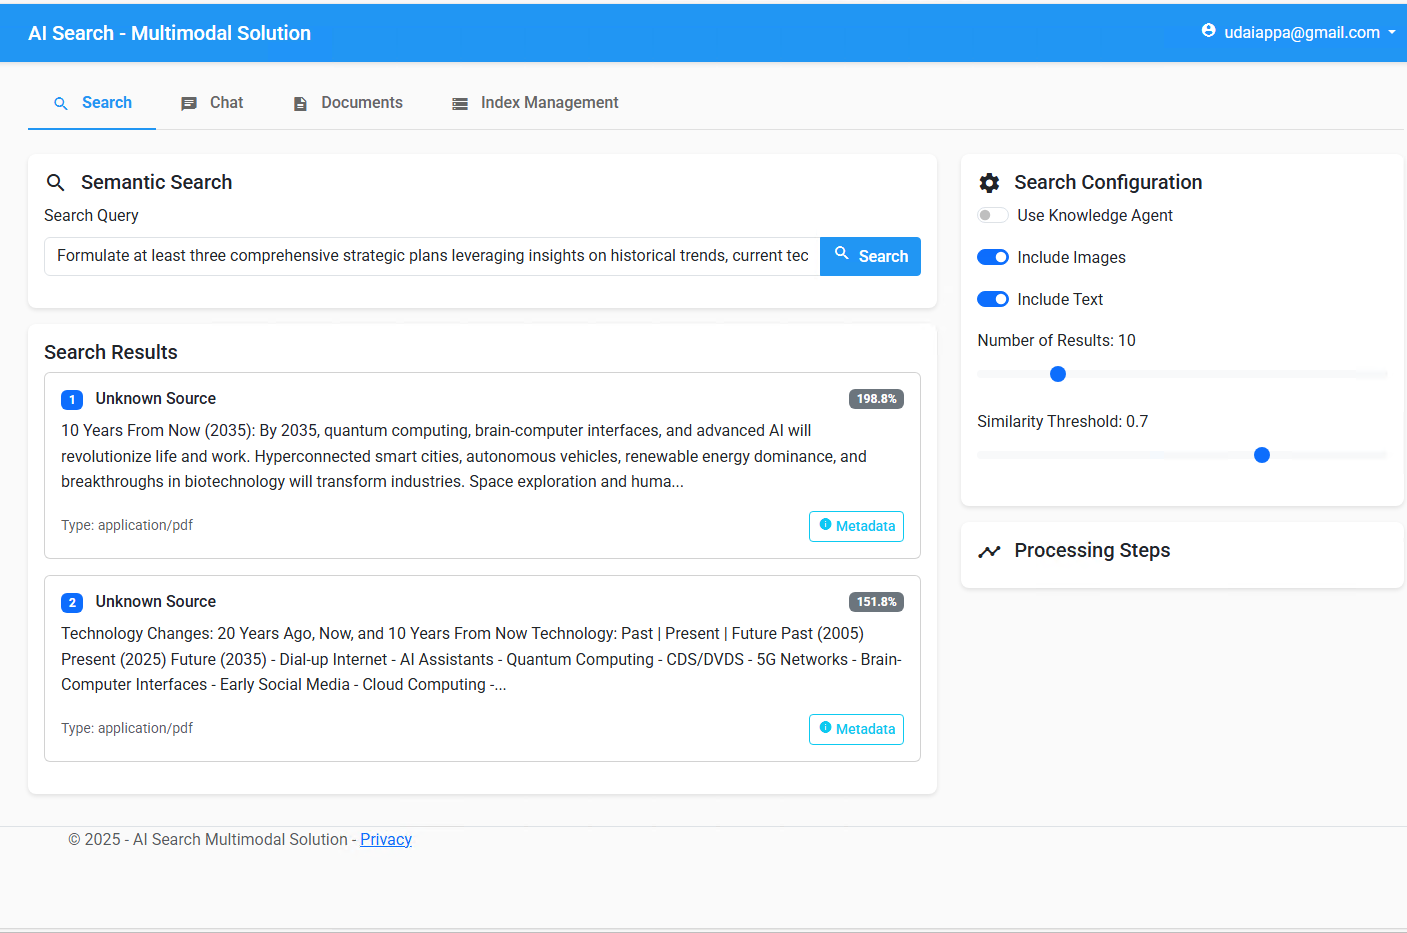 AI Search - Multimodal Solution
udaiappa@gmail.com
Search
Chat
Documents
Index Management
Semantic Search
Search Query
Formulate at least three comprehensive strategic plans leveraging insights on historical trends, current tec
Search
Search Results
1 Unknown Source 198.8%
10 Years From Now (2035): By 2035, quantum computing, brain-computer interfaces, and advanced AI will
revolutionize life and work. Hyperconnected smart cities, autonomous vehicles, renewable energy dominance, and
breakthroughs in biotechnology will transform industries. Space exploration and huma...
Type: application/pdf
Metadata
2 Unknown Source 151.8%
Technology Changes: 20 Years Ago, Now, and 10 Years From Now Technology: Past | Present | Future Past (2005)
Present (2025) Future (2035) - Dial-up Internet - AI Assistants - Quantum Computing - CDS/DVDS - 5G Networks - Brain-
Computer Interfaces - Early Social Media - Cloud Computing -...
Type: application/pdf
Metadata
Search Configuration
Use Knowledge Agent
Include Images
Include Text
Number of Results: 10
Similarity Threshold: 0.7
Processing Steps
© 2025 - AI Search Multimodal Solution - Privacy